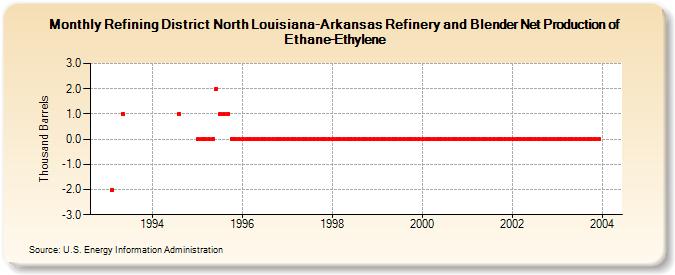 Monthly Refining District North Louisiana-Arkansas Refinery and Blender Net Production of
Ethane-Ethylene
Thousand Barrels
3.0
2.0
1.0
0.0
-1.0
-2.0
-3.0
1994 1996 1998 2000 2002 2004
Source: U.S. Energy Information Administration